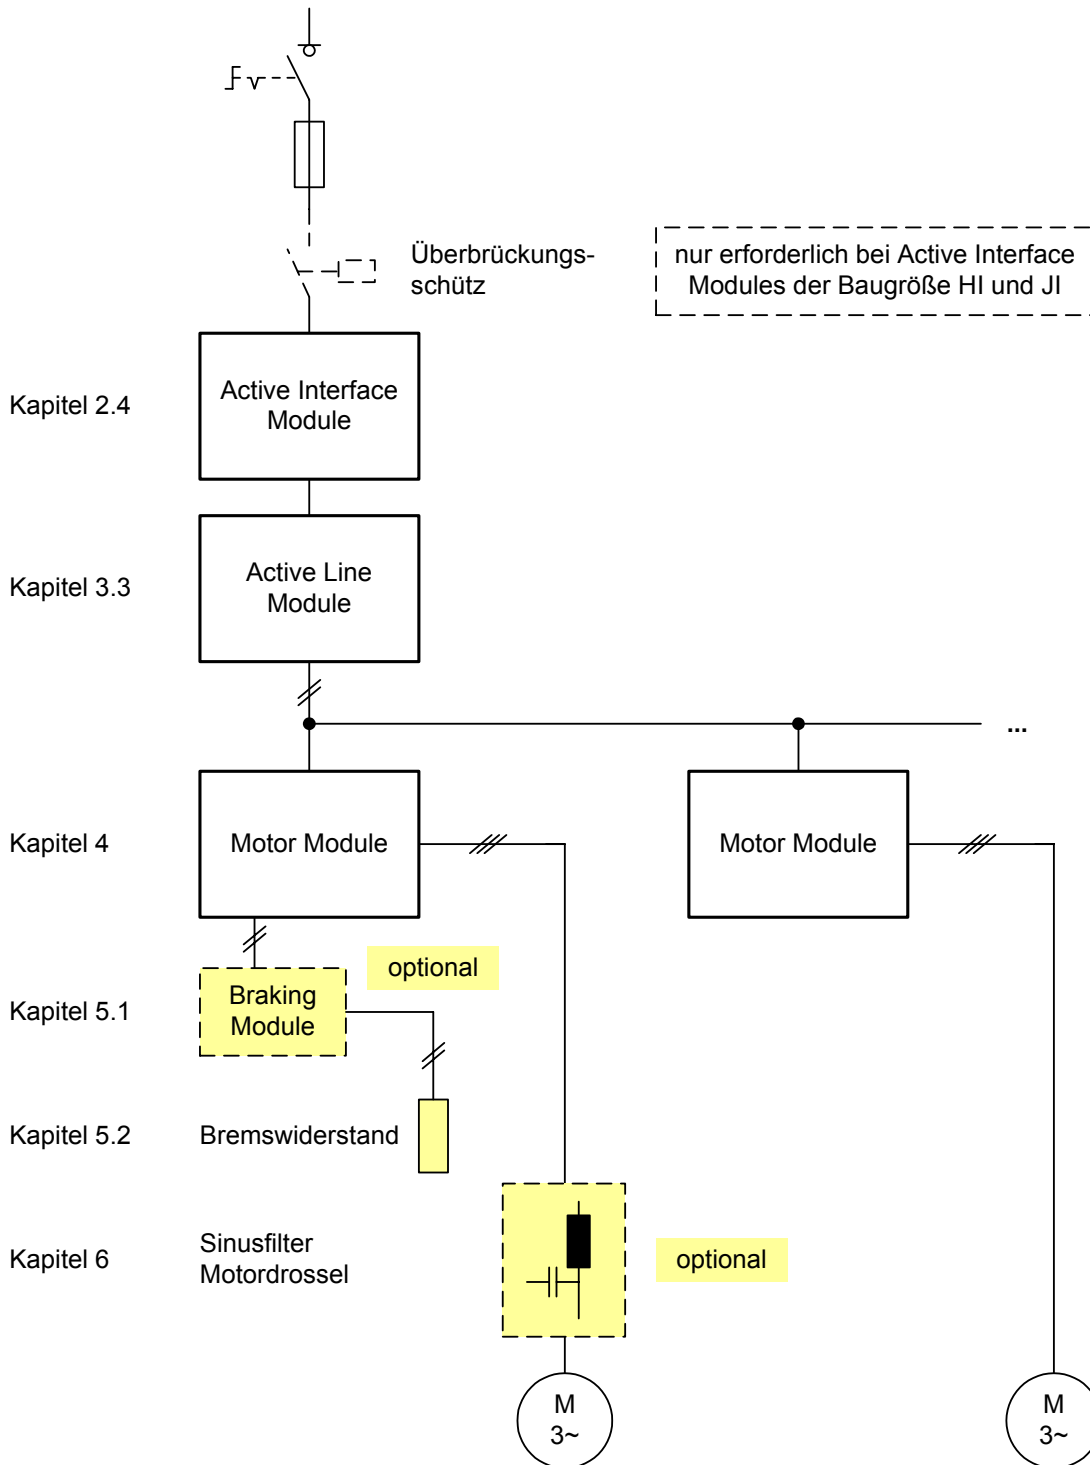 Überbrückungs-
schütz
nur erforderlich bei Active Interface
Modules der Baugröße HI und JI
Kapitel 2.4
Active Interface
Module
Kapitel 3.3
Active Line
Module
...
Kapitel 4
Motor Module
Motor Module
optional
Kapitel 5.1
Braking
Module
Kapitel 5.2
Bremswiderstand
Kapitel 6
Sinusfilter
Motordrossel
optional
M
3~
M
3~